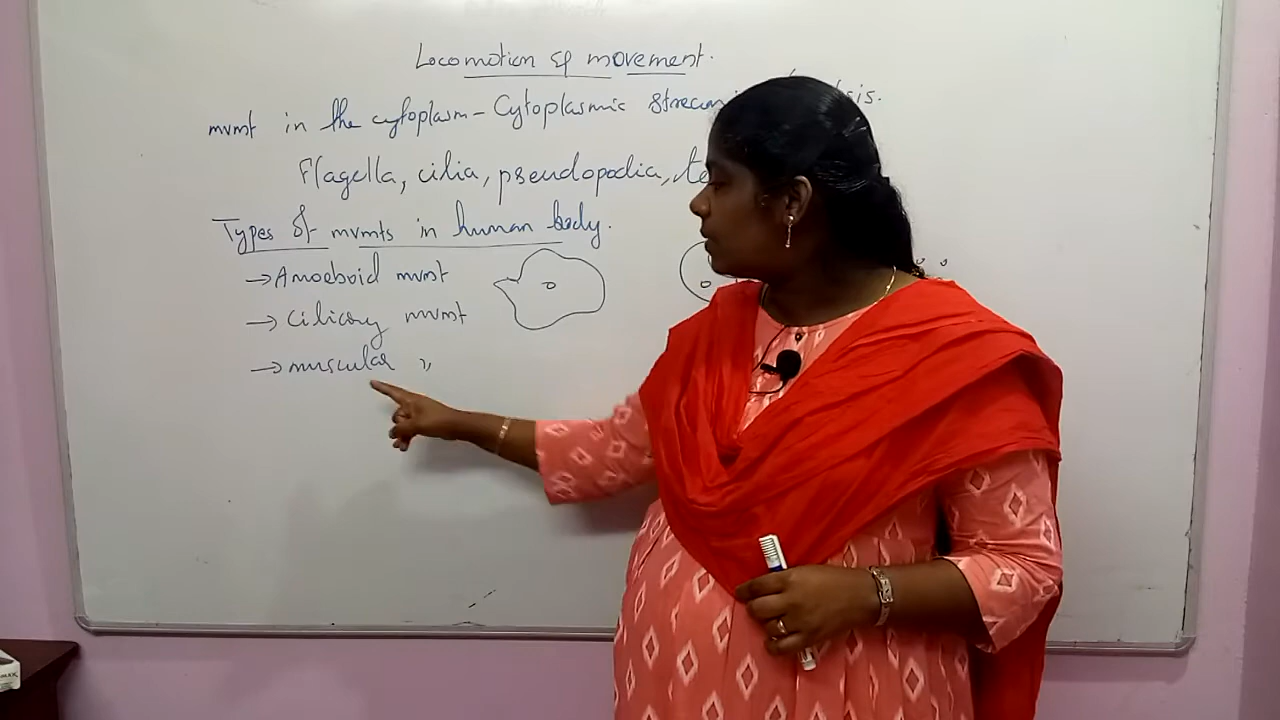 Locomotion & movement.
mvmt in the cytoplasm - Cytoplasmic sis.
Flagella, cilia, pseudopodia,
Types of mvmts in human body.
→ Amoeboid mvmt
→ Ciliary mvmt
→ muscular "